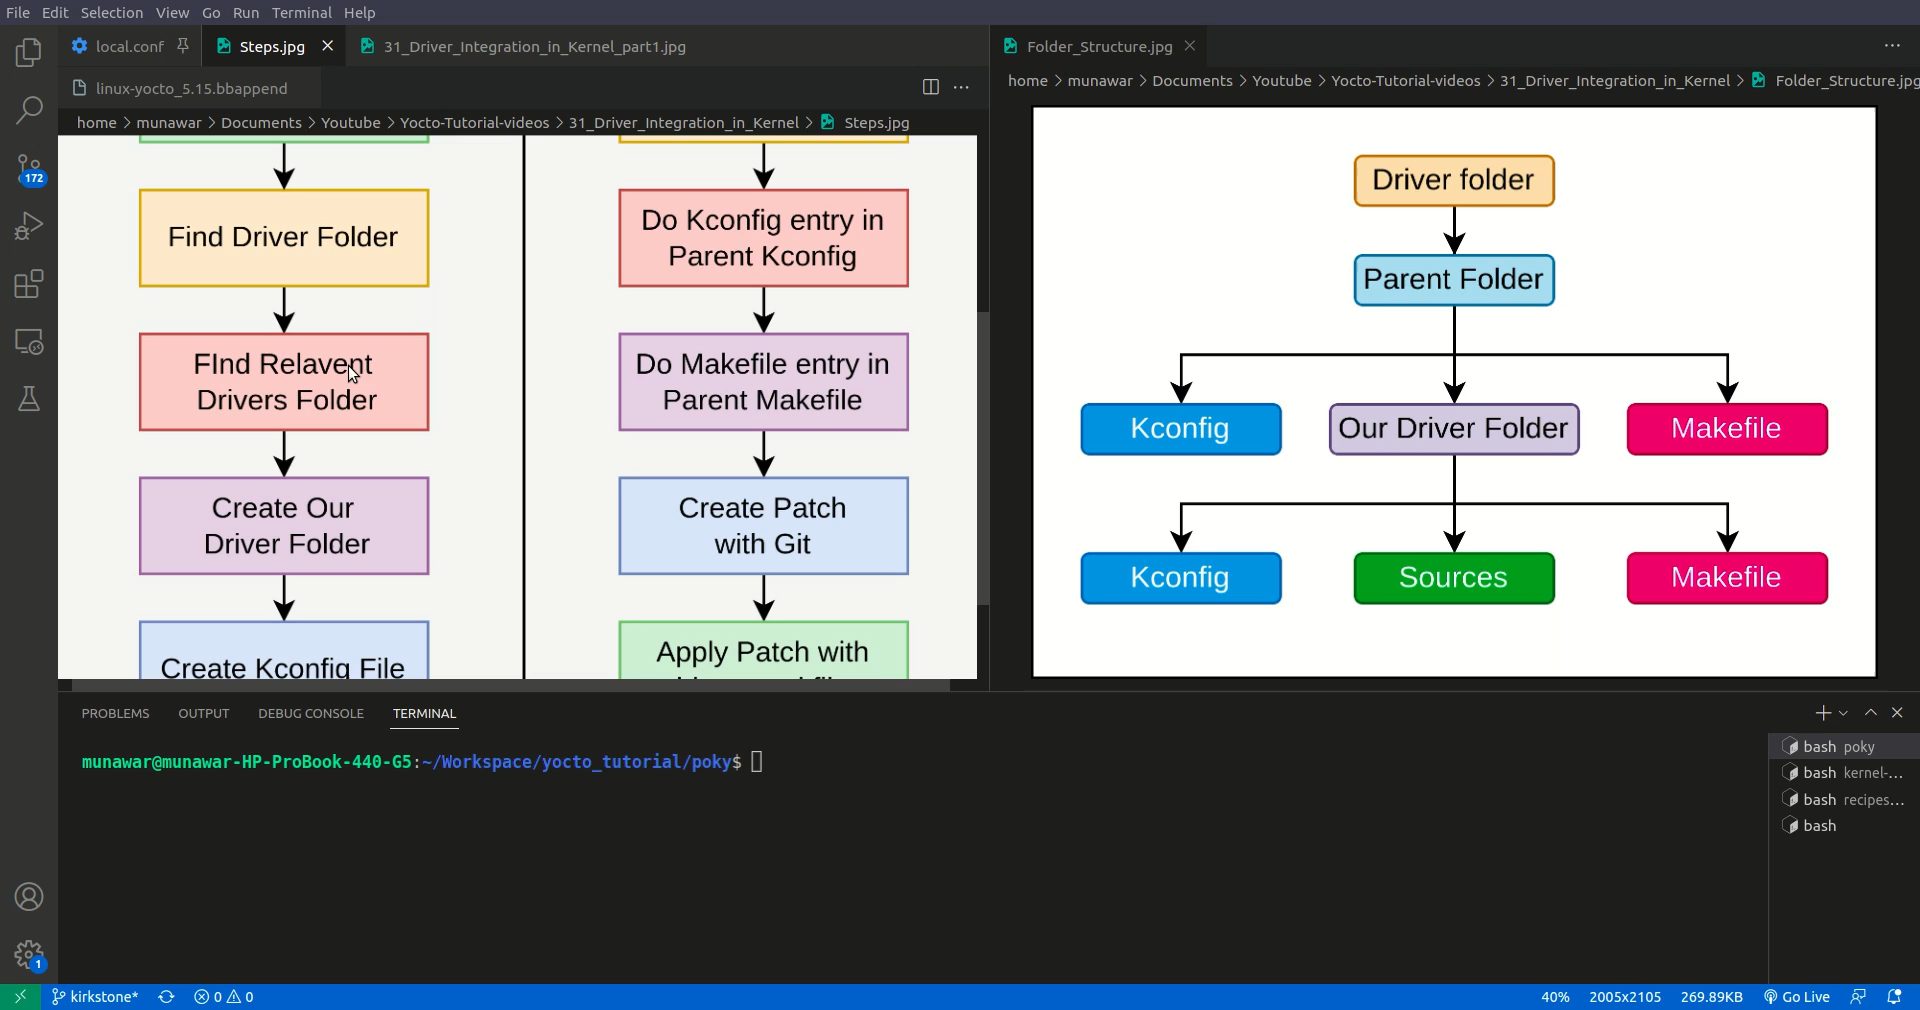 File Edit Selection View Go Run Terminal Help
local.conf
Steps.jpg
31_Driver_Integration_in_Kernel_part1.jpg
Folder_Structure.jpg
linux-yocto_5.15.bbappend
home > munawar > Documents > Youtube > Yocto-Tutorial-videos > 31_Driver_Integration_in_Kernel > Folder_Structure.jpg
home > munawar > Documents > Youtube > Yocto-Tutorial-videos > 31_Driver_Integration_in_Kernel > Steps.jpg
172
Find Driver Folder
FInd Relavent
Drivers Folder
Create Our
Driver Folder
Create Kconfig File
Do Kconfig entry in
Parent Kconfig
Do Makefile entry in
Parent Makefile
Create Patch
with Git
Apply Patch with
Driver folder
Parent Folder
Kconfig
Our Driver Folder
Makefile
Kconfig
Sources
Makefile
PROBLEMS OUTPUT DEBUG CONSOLE TERMINAL
munawar@munawar-HP-ProBook-440-G5:~/Workspace/yocto_tutorial/poky$
bash poky
bash kernel-...
bash recipes...
bash
1
kirkstone* 0 0
40% 2005x2105 269.89KB Go Live